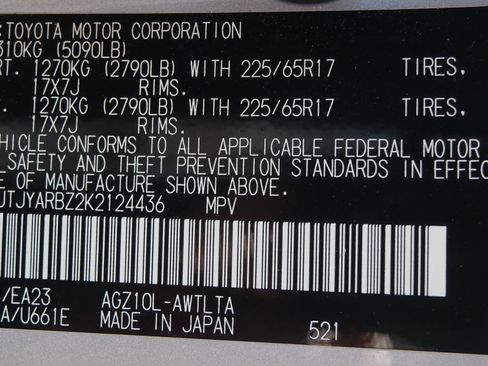 :TOYOTA MOTOR CORPORATION
310KG (5090LB)
RT. 1270KG (2790LB) WITH 225/65R17 TIRES,
17X7J RIMS.
. 1270KG (2790LB) WITH 225/65R17 TIRES,
17X7J RIMS.
EHICLE CONFORMS TO ALL APPLICABLE FEDERAL MOTOR
SAFETY AND THEFT PREVENTION STANDARDS IN EFFEC
E OF MANUFACTURE SHOWN ABOVE.
JTJYARBZ2K2124436 MPV
/EA23 AGZ10L-AWTLTA
A/U661E MADE IN JAPAN 521